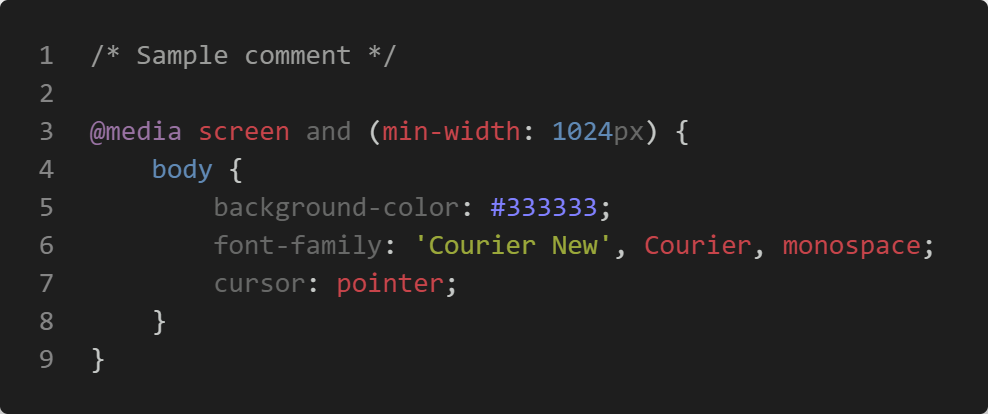 1 /* Sample comment */
2
3 @media screen and (min-width: 1024px) {
4     body {
5         background-color: #333333;
6         font-family: 'Courier New', Courier, monospace;
7         cursor: pointer;
8     }
9 }